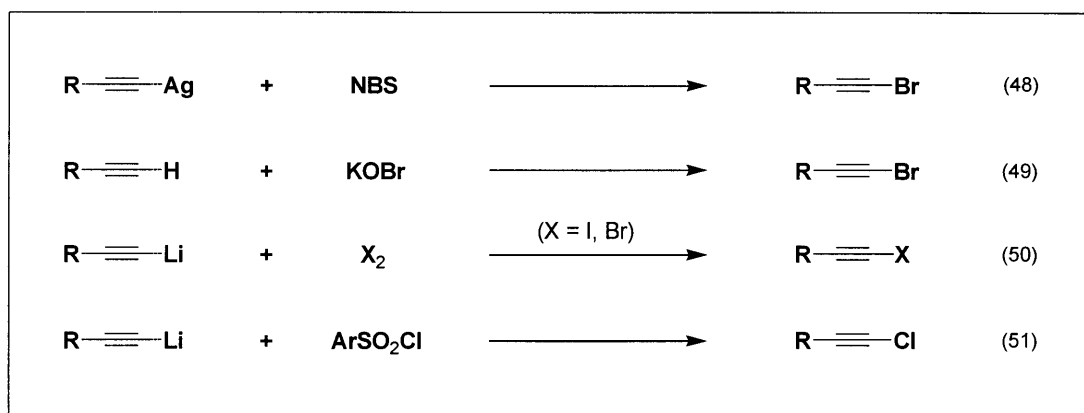 R≡Ag + NBS → R≡Br (48)
R≡H + KOBr → R≡Br (49)
(X = I, Br)
R≡Li + X₂ → R≡X (50)
R≡Li + ArSO₂Cl → R≡Cl (51)